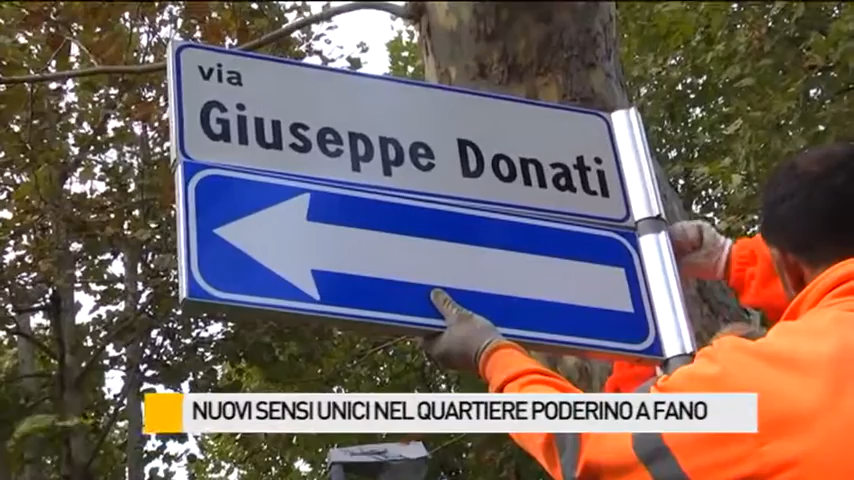 via
Giuseppe Donati
NUOVI SENSI UNICI NEL QUARTIERE PODERINO A FANO